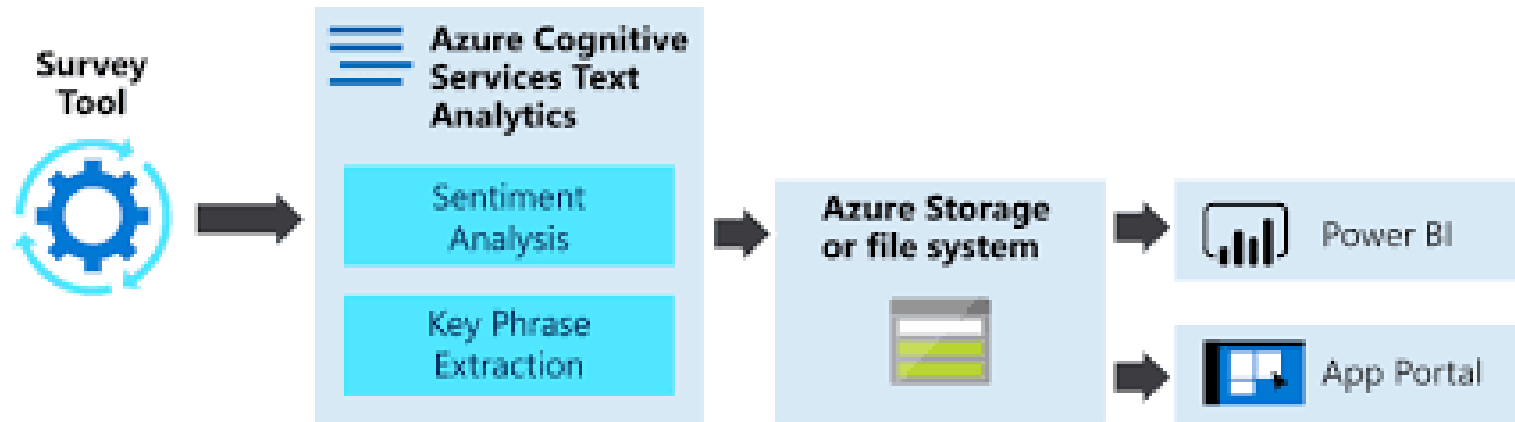 Survey
Tool
Azure Cognitive
Services Text
Analytics
Sentiment
Analysis
Key Phrase
Extraction
Azure Storage
or file system
Power BI
App Portal